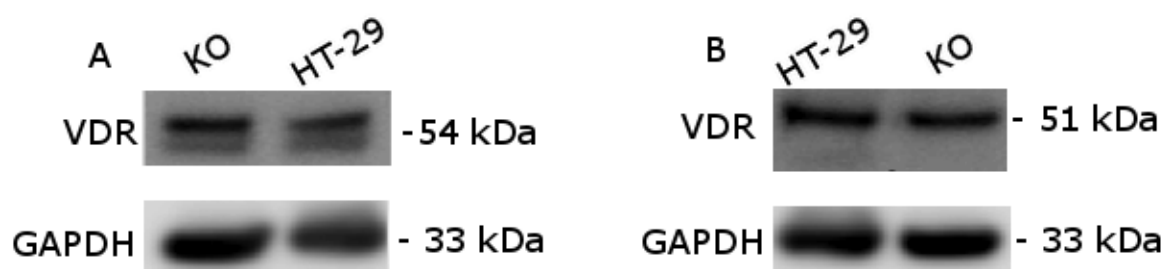 A KO HT-29
VDR -54 kDa
GAPDH - 33 kDa
B HT-29 KO
VDR - 51 kDa
GAPDH - 33 kDa